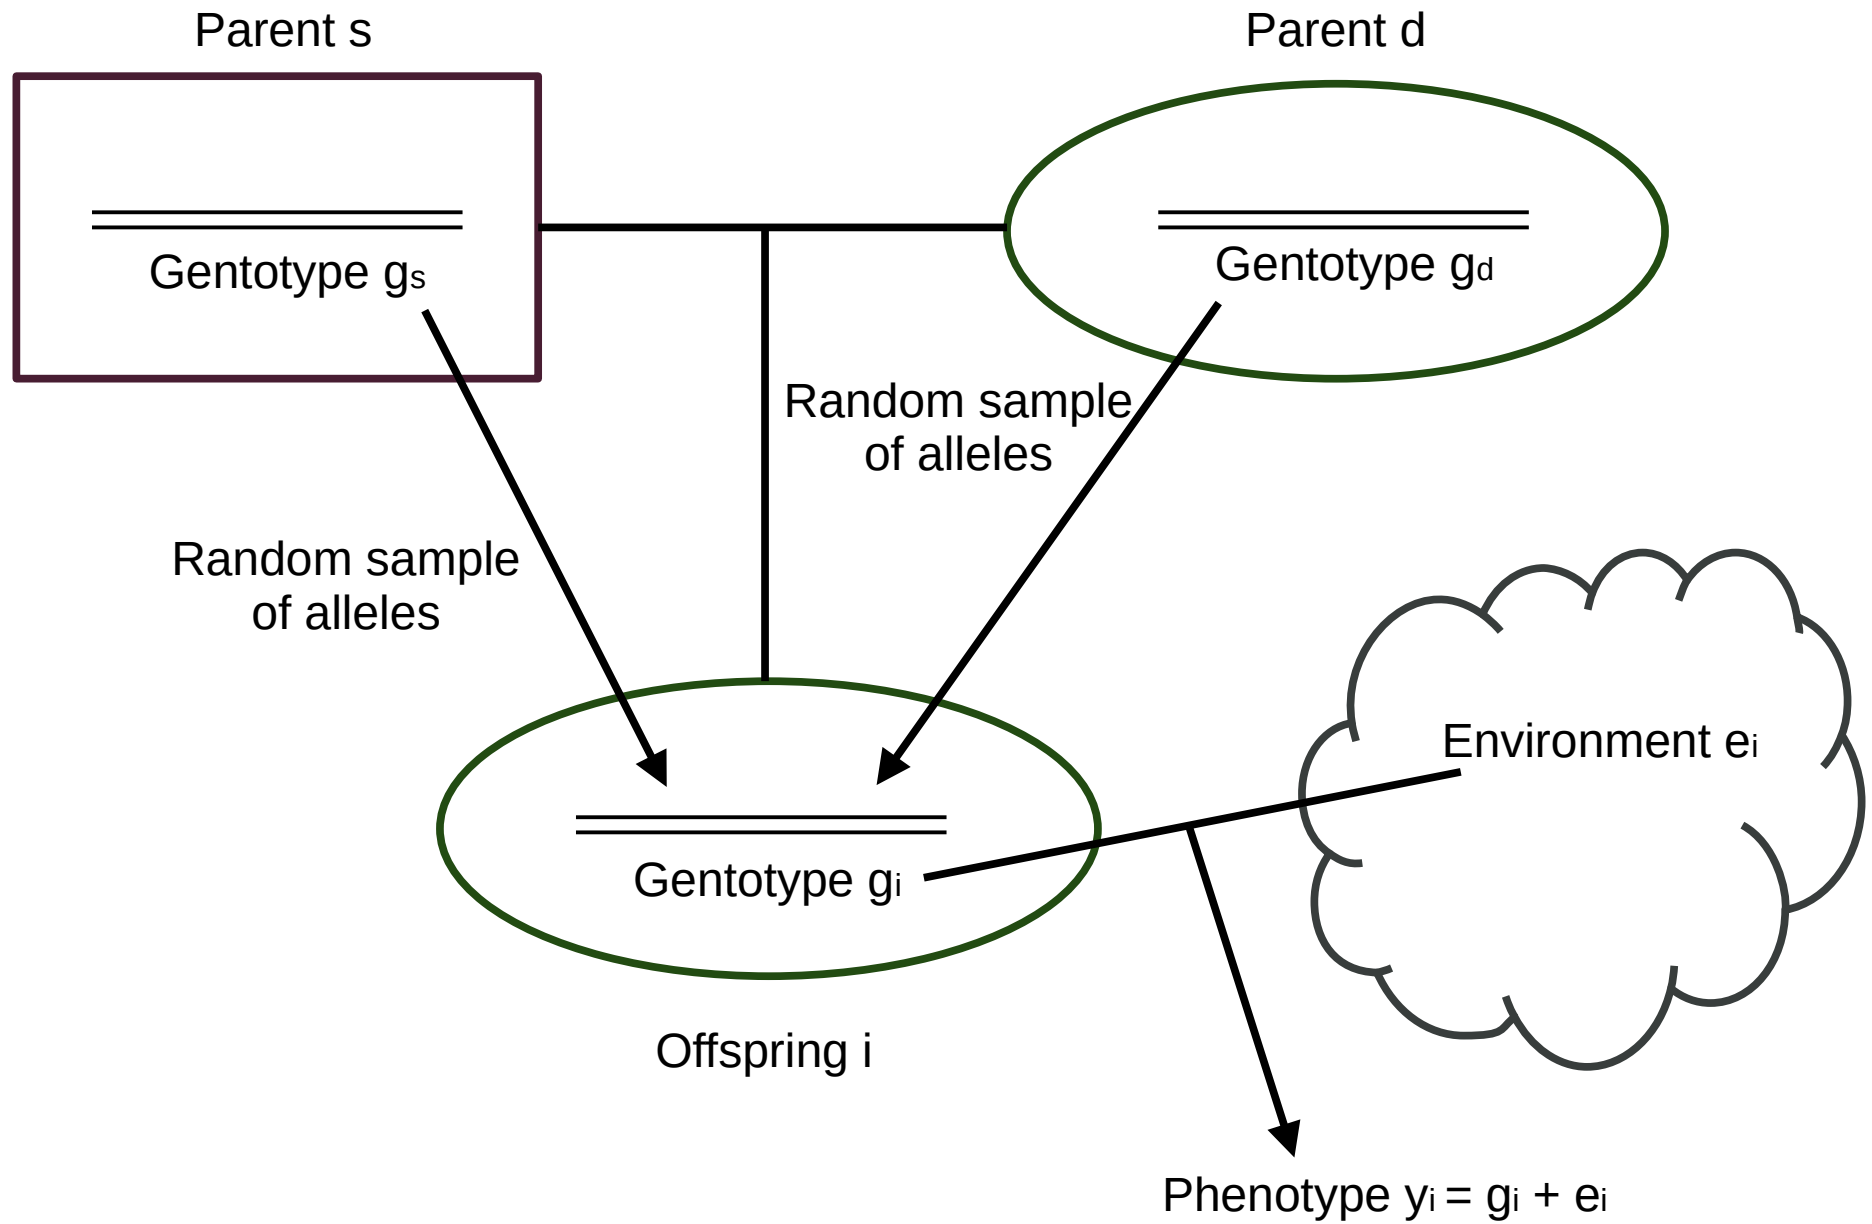 Parent s
Parent d
Gentotype gs
Gentotype gd
Random sample
of alleles
Random sample
of alleles
Environment ei
Gentotype gi
Offspring i
Phenotype yi = gi + ei